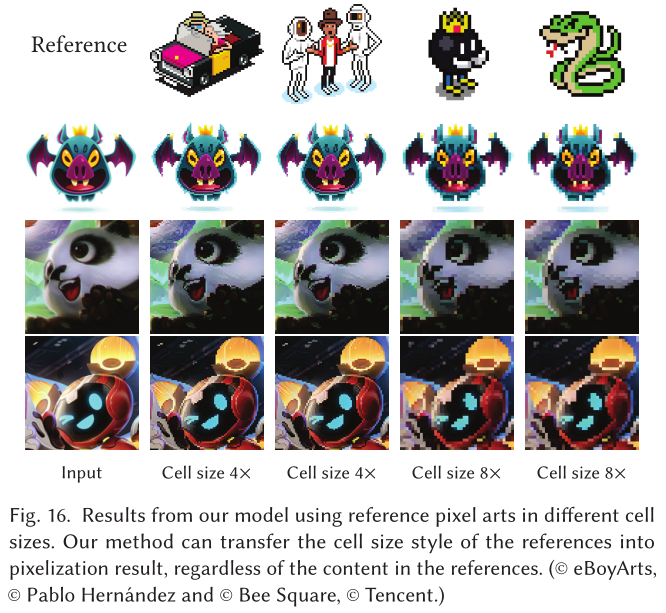 Reference
Input
Cell size 4×
Cell size 4×
Cell size 8×
Cell size 8×
Fig. 16. Results from our model using reference pixel arts in different cell
sizes. Our method can transfer the cell size style of the references into
pixelization result, regardless of the content in the references. (© eBoyArts,
© Pablo Hernández and © Bee Square, © Tencent.)